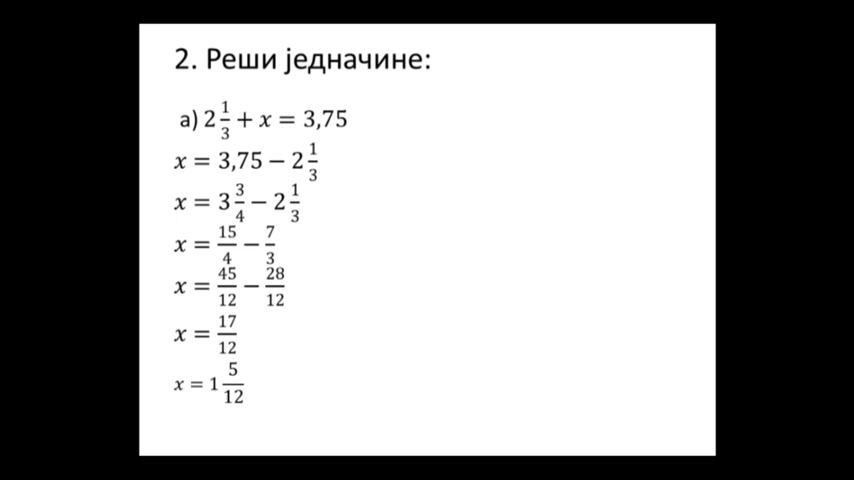 2. Реши једначине:
а) 2 1/3 + x = 3,75
x = 3,75 − 2 1/3
x = 3 3/4 − 2 1/3
x = 15/4 − 7/3
x = 45/12 − 28/12
x = 17/12
x = 1 5/12